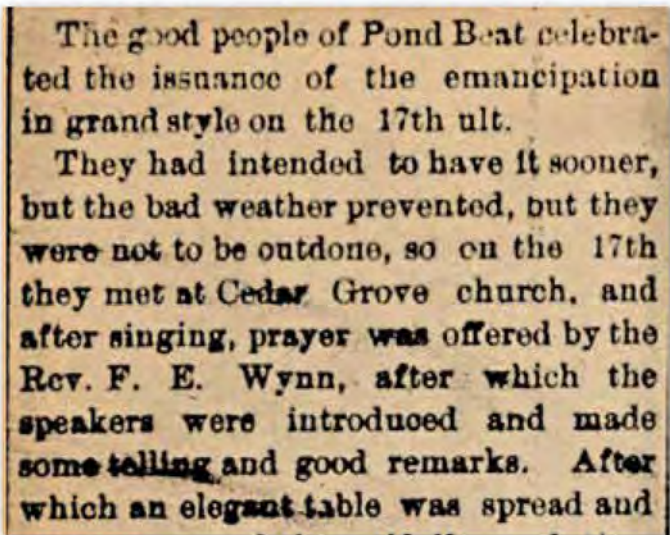 The good people of Pond Beat celebra-
ted the issuance of the emancipation
in grand style on the 17th ult.
They had intended to have it sooner,
but the bad weather prevented, but they
were not to be outdone, so on the 17th
they met at Cedar Grove church, and
after singing, prayer was offered by the
Rev. F. E. Wynn, after which the
speakers were introduced and made
some telling and good remarks. After
which an elegant table was spread and